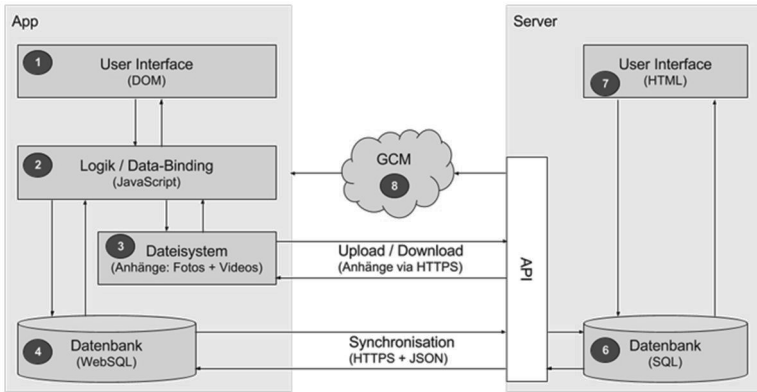 App
1
User Interface
(DOM)
2
Logik / Data-Binding
(JavaScript)
3
Dateisystem
(Anhänge: Fotos + Videos)
4
Datenbank
(WebSQL)
GCM
8
Upload / Download
(Anhänge via HTTPS)
Synchronisation
(HTTPS + JSON)
API
Server
7
User Interface
(HTML)
6
Datenbank
(SQL)